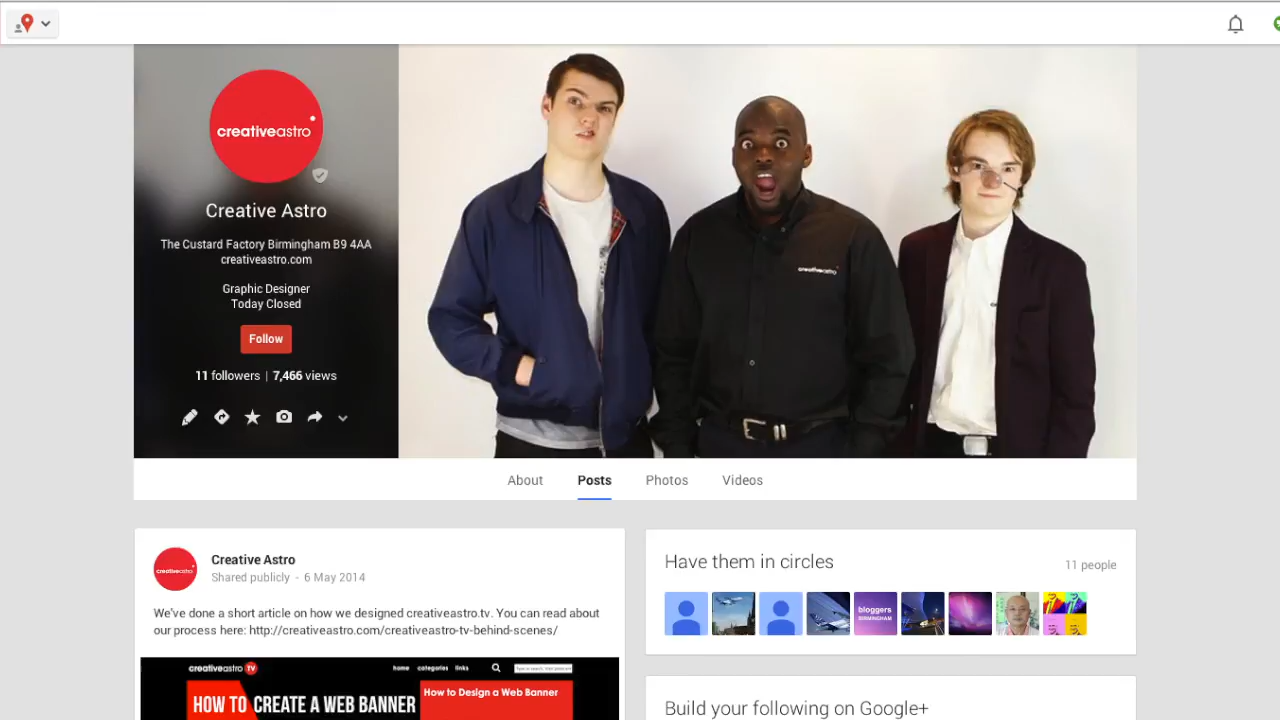 creativeastro
Creative Astro
The Custard Factory Birmingham B9 4AA
creativeastro.com
Graphic Designer
Today Closed
Follow
11 followers | 7,466 views
creativeastro
About Posts Photos Videos
creativeastro
Creative Astro
Shared publicly - 6 May 2014
We've done a short article on how we designed creativeastro.tv. You can read about
our process here: http://creativeastro.com/creativeastro-tv-behind-scenes/
creativeastro TV home categories links
HOW TO CREATE A WEB BANNER
How to Design a Web Banner
Have them in circles
11 people
bloggers
BIRMINGHAM
Build your following on Google+